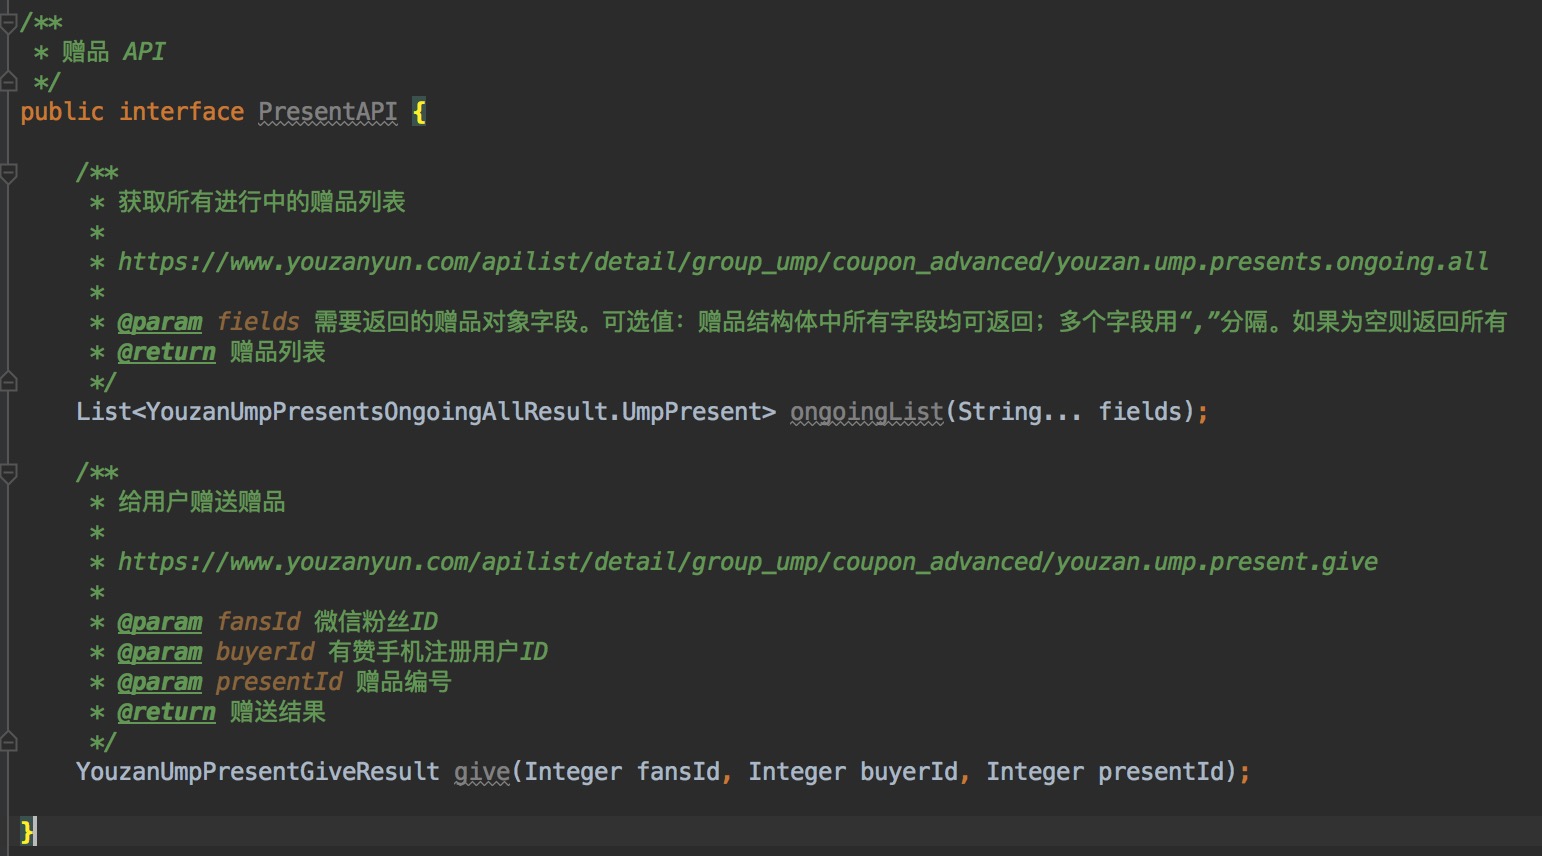 /**
 * 赠品 API
 */
public interface PresentAPI {
/**
 * 获取所有进行中的赠品列表
 *
 * https://www.youzanyun.com/apilist/detail/group_ump/coupon_advanced/youzan.ump.presents.ongoing.all
 *
 * @param fields 需要返回的赠品对象字段。可选值：赠品结构体中所有字段均可返回；多个字段用“,”分隔。如果为空则返回所有
 * @return 赠品列表
 */
List<YouzanUmpPresentsOngoingAllResult.UmpPresent> ongoingList(String... fields);
/**
 * 给用户赠送赠品
 *
 * https://www.youzanyun.com/apilist/detail/group_ump/coupon_advanced/youzan.ump.present.give
 *
 * @param fansId 微信粉丝ID
 * @param buyerId 有赞手机注册用户ID
 * @param presentId 赠品编号
 * @return 赠送结果
 */
YouzanUmpPresentGiveResult give(Integer fansId, Integer buyerId, Integer presentId);
}